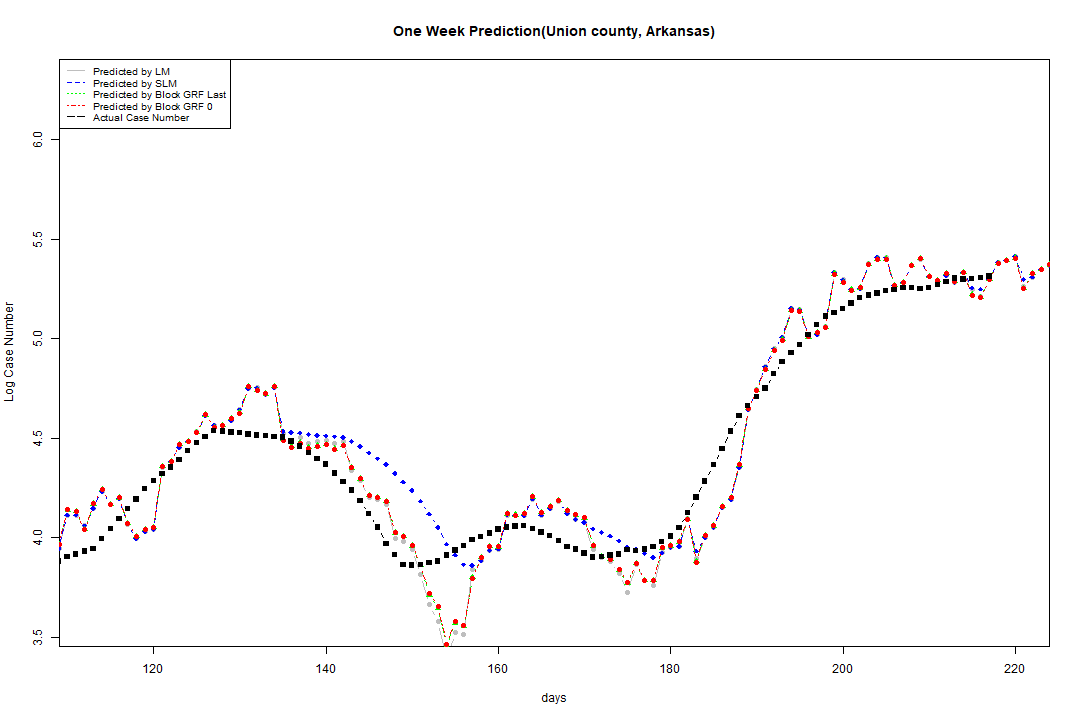 One Week Prediction(Union county, Arkansas)
Predicted by LM
Predicted by SLM
Predicted by Block GRF Last
Predicted by Block GRF 0
Actual Case Number
6.0
5.5
5.0
4.5
4.0
3.5
Log Case Number
120 140 160 180 200 220
days